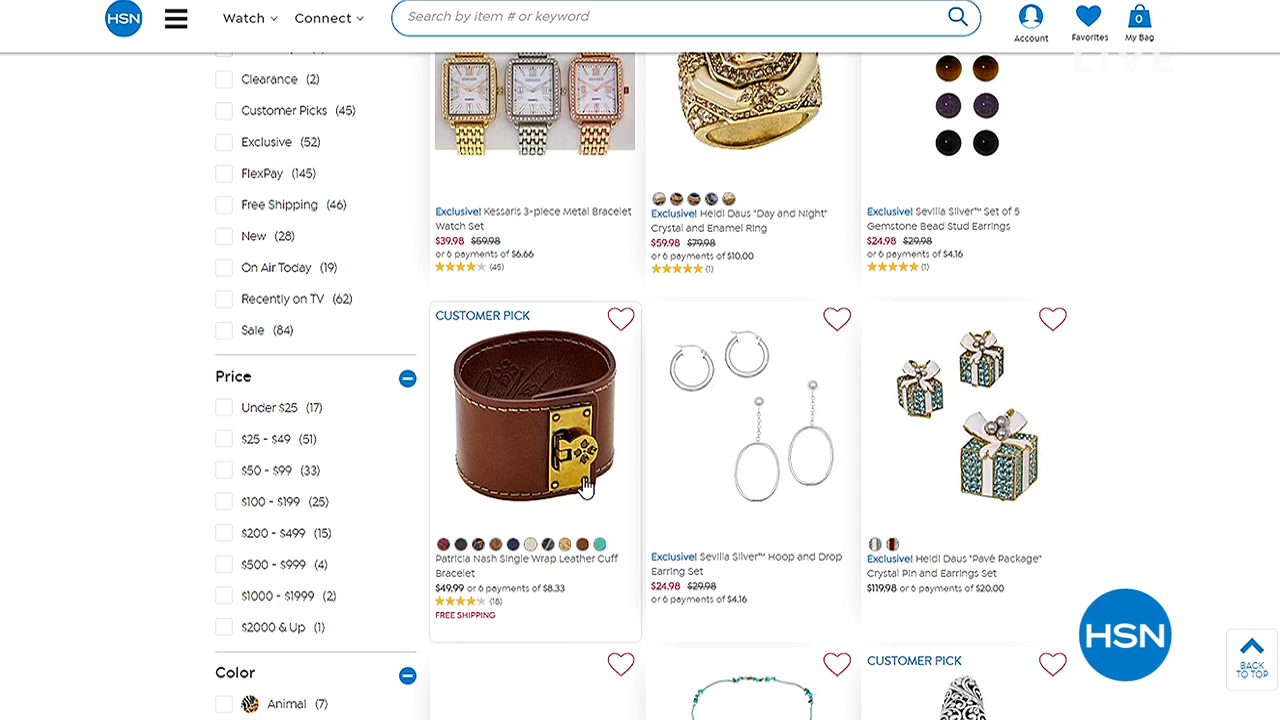 HSN
Watch
Connect
Search by item # or keyword
Account
Favorites
0
My Bag
LIVE
Clearance (2)
Customer Picks (45)
Exclusive (52)
FlexPay (145)
Free Shipping (46)
New (28)
On Air Today (19)
Recently on TV (62)
Sale (84)
Price
Under $25 (17)
$25 - $49 (51)
$50 - $99 (33)
$100 - $199 (25)
$200 - $499 (15)
$500 - $999 (4)
$1000 - $1999 (2)
$2000 & Up (1)
Color
Animal (7)
Exclusive! Kessaris 3-piece Metal Bracelet
Watch Set
$39.98 $59.98
or 6 payments of $6.66
(45)
Exclusive! Heidi Daus "Day and Night"
Crystal and Enamel Ring
$59.98 $79.98
or 6 payments of $10.00
(1)
Exclusive! Sevilla Silver™ Set of 5
Gemstone Bead Stud Earrings
$24.98 $29.98
or 6 payments of $4.16
(1)
CUSTOMER PICK
Patricia Nash Single Wrap Leather Cuff
Bracelet
$49.99 or 6 payments of $8.33
(18)
FREE SHIPPING
Exclusive! Sevilla Silver™ Hoop and Drop
Earring Set
$24.98 $29.98
or 6 payments of $4.16
Exclusive! Heidi Daus "Pavé Package"
Crystal Pin and Earrings Set
$119.98 or 6 payments of $20.00
CUSTOMER PICK
HSN
BACK
TO TOP